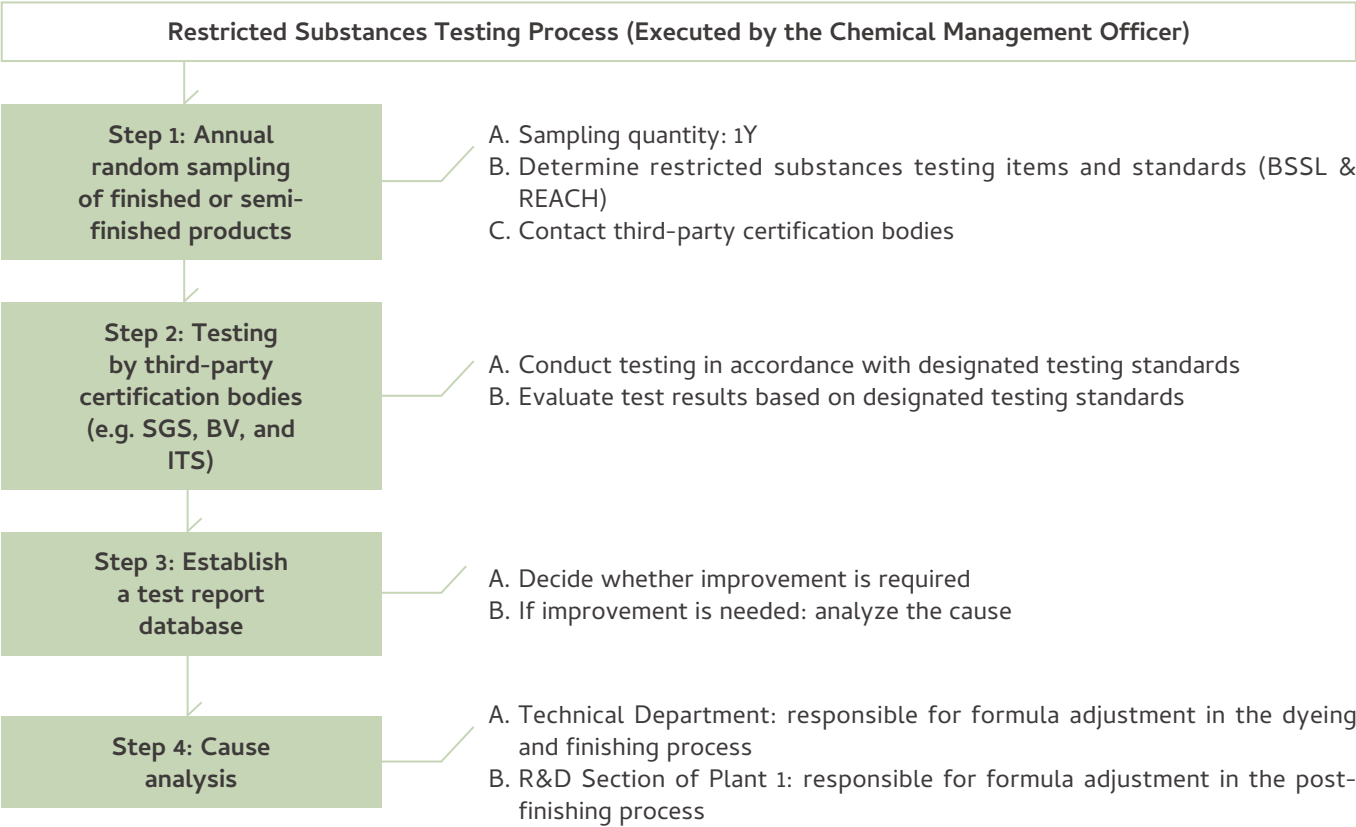 Restricted Substances Testing Process (Executed by the Chemical Management Officer)
Step 1: Annual
random sampling
of finished or semi-
finished products
A. Sampling quantity: 1Y
B. Determine restricted substances testing items and standards (BSSL &
REACH)
C. Contact third-party certification bodies
Step 2: Testing
by third-party
certification bodies
(e.g. SGS, BV, and
ITS)
A. Conduct testing in accordance with designated testing standards
B. Evaluate test results based on designated testing standards
Step 3: Establish
a test report
database
A. Decide whether improvement is required
B. If improvement is needed: analyze the cause
Step 4: Cause
analysis
A. Technical Department: responsible for formula adjustment in the dyeing
and finishing process
B. R&D Section of Plant 1: responsible for formula adjustment in the post-
finishing process